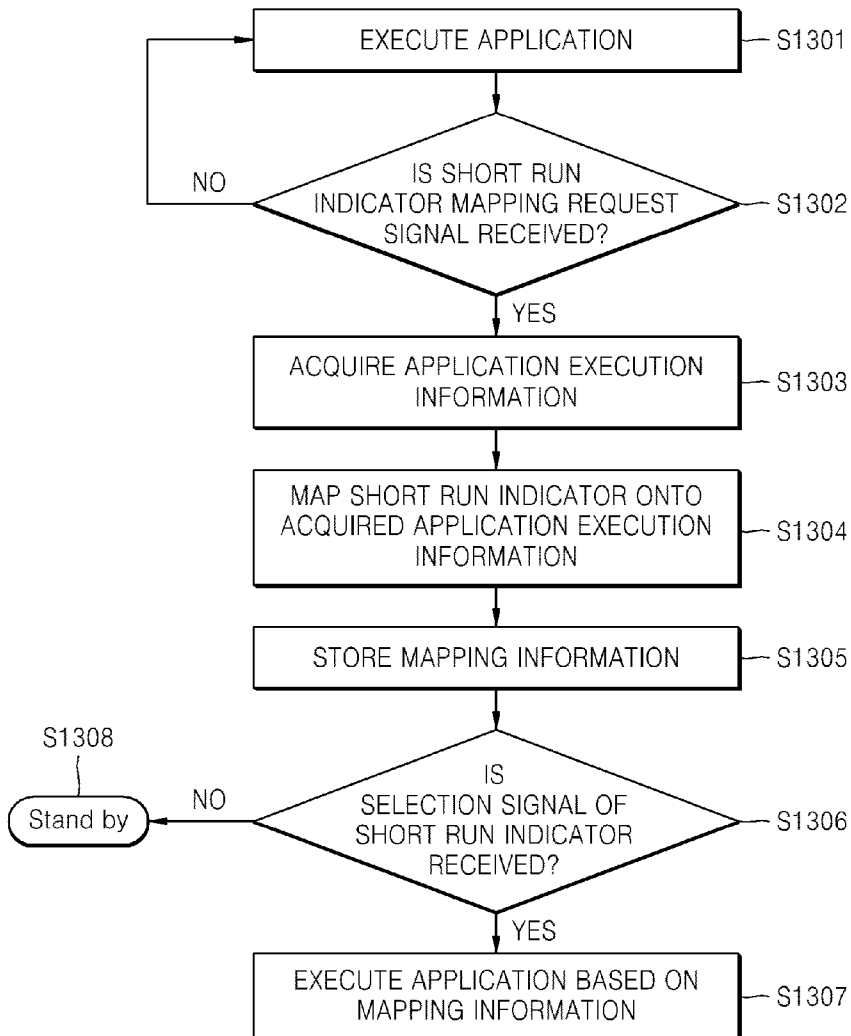 EXECUTE APPLICATION
S1301
IS SHORT RUN
INDICATOR MAPPING REQUEST
SIGNAL RECEIVED?
S1302
NO
YES
ACQUIRE APPLICATION EXECUTION
INFORMATION
S1303
MAP SHORT RUN INDICATOR ONTO
ACQUIRED APPLICATION EXECUTION
INFORMATION
S1304
STORE MAPPING INFORMATION
S1305
IS
SELECTION SIGNAL OF
SHORT RUN INDICATOR
RECEIVED?
S1306
NO
S1308
Stand by
YES
EXECUTE APPLICATION BASED ON
MAPPING INFORMATION
S1307